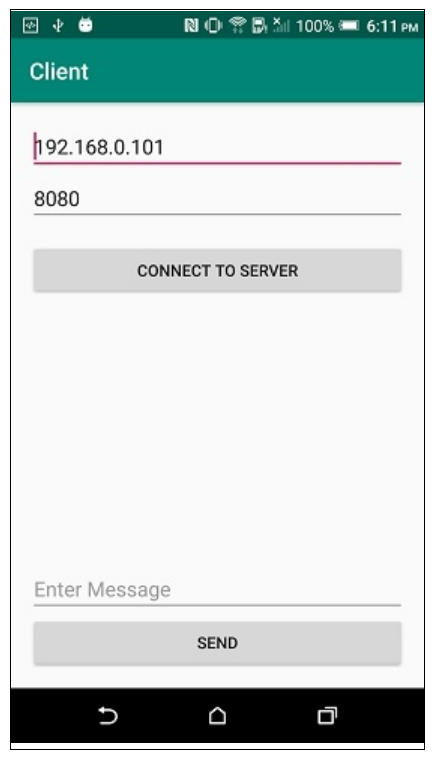 100% 6:11 PM
Client
192.168.0.101
8080
CONNECT TO SERVER
Enter Message
SEND